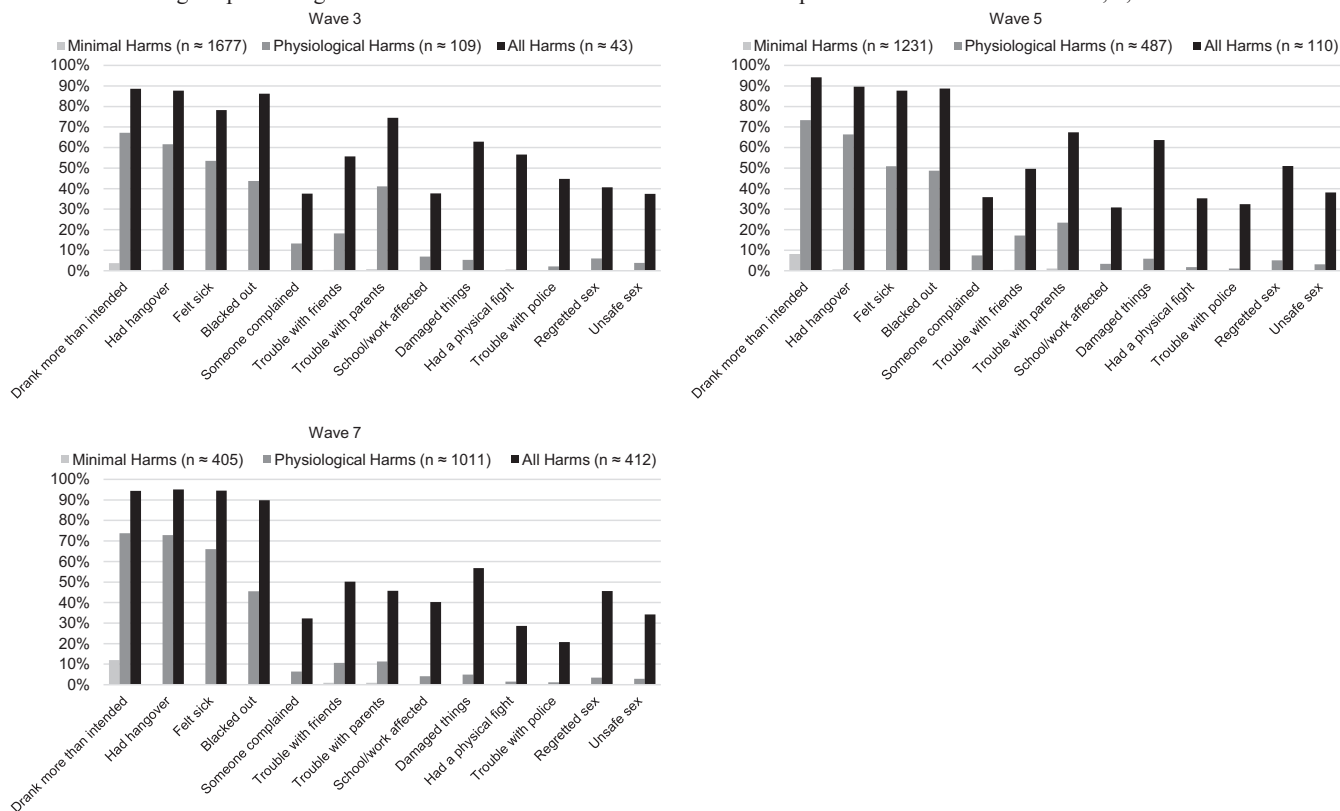 Wave 3
Minimal Harms (n ≈ 1677) Physiological Harms (n ≈ 109) All Harms (n ≈ 43)
100%
90%
80%
70%
60%
50%
40%
30%
20%
10%
0%
Drank more than intended
Had hangover
Felt sick
Blacked out
Someone complained
Trouble with friends
Trouble with parents
School/work affected
Damaged things
Had a physical fight
Trouble with police
Regretted sex
Unsafe sex
Wave 5
Minimal Harms (n ≈ 1231) Physiological Harms (n ≈ 487) All Harms (n ≈ 110)
100%
90%
80%
70%
60%
50%
40%
30%
20%
10%
0%
Drank more than intended
Had hangover
Felt sick
Blacked out
Someone complained
Trouble with friends
Trouble with parents
School/work affected
Damaged things
Had a physical fight
Trouble with police
Regretted sex
Unsafe sex
Wave 7
Minimal Harms (n ≈ 405) Physiological Harms (n ≈ 1011) All Harms (n ≈ 412)
100%
90%
80%
70%
60%
50%
40%
30%
20%
10%
0%
Drank more than intended
Had hangover
Felt sick
Blacked out
Someone complained
Trouble with friends
Trouble with parents
School/work affected
Damaged things
Had a physical fight
Trouble with police
Regretted sex
Unsafe sex